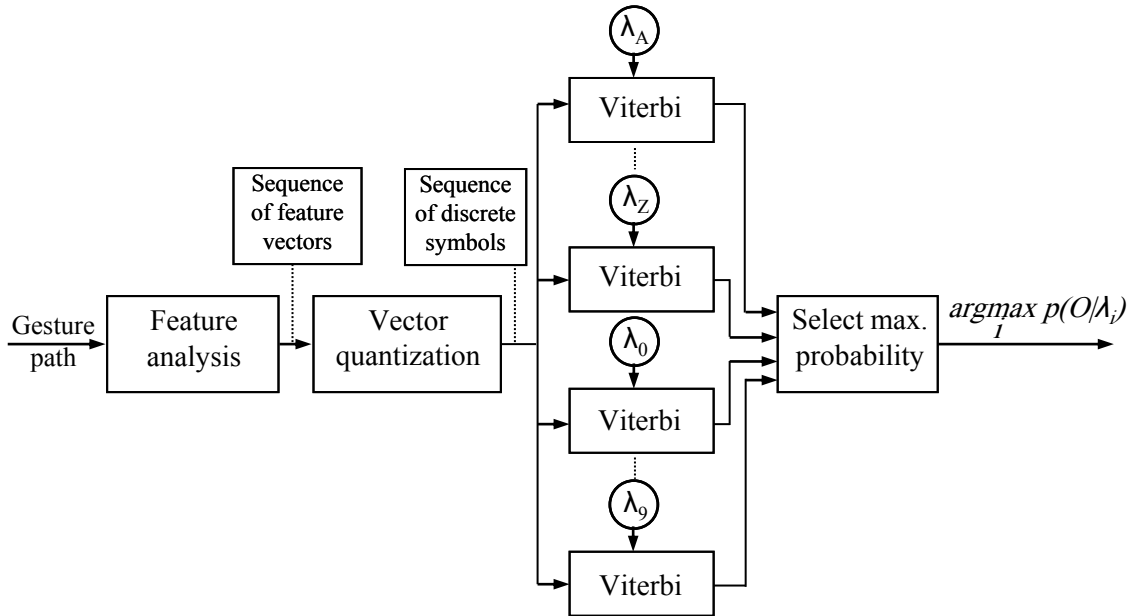 λA
Viterbi
Sequence
of feature
vectors
Sequence
of discrete
symbols
λZ
Viterbi
Gesture
path
Feature
analysis
Vector
quantization
λ0
Viterbi
Select max.
probability
argmax p(O|λi)
1
λ9
Viterbi